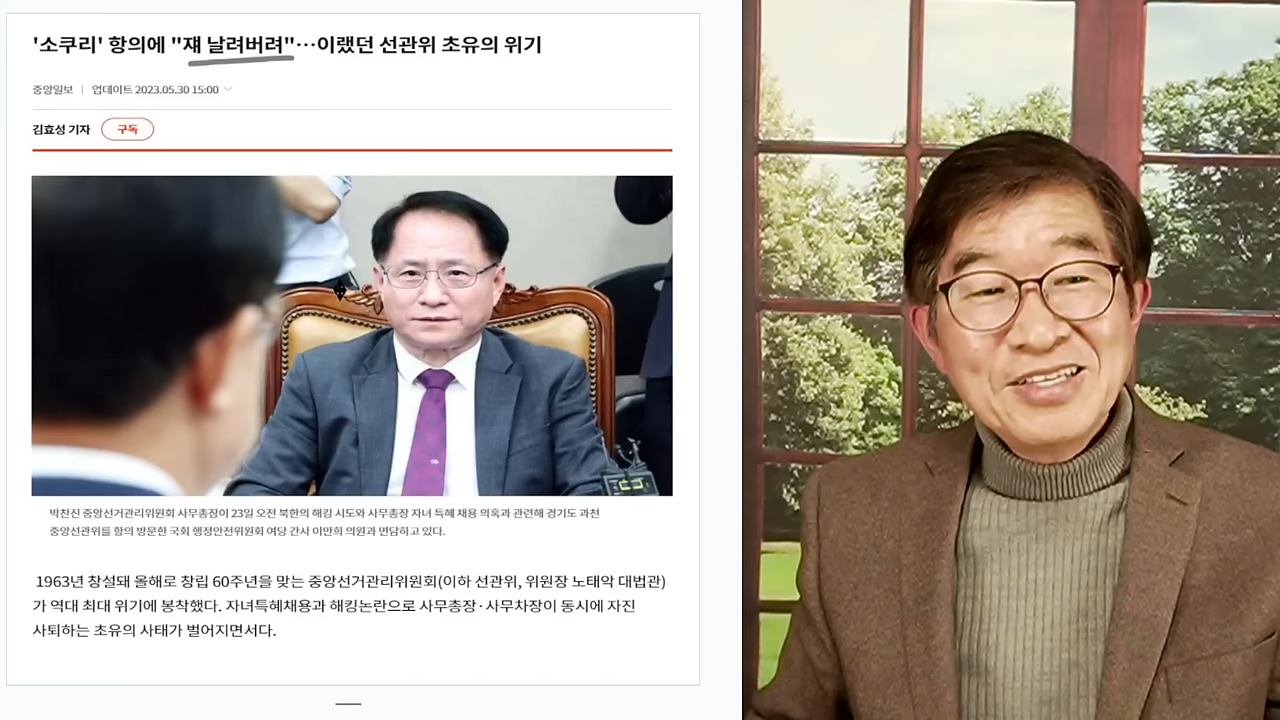 '소쿠리' 항의에 "쟤 날려버려"…이랬던 선관위 초유의 위기
중앙일보 | 업데이트 2023.05.30 15:00
김효성 기자 구독
박찬진 중앙선거관리위원회 사무총장이 23일 오전 북한의 해킹 시도와 사무총장 자녀 특혜 채용 의혹과 관련해 경기도 과천
중앙선관위를 항의 방문한 국회 행정안전위원회 여당 간사 이만희 의원과 면담하고 있다.
1963년 창설돼 올해로 창립 60주년을 맞는 중앙선거관리위원회(이하 선관위, 위원장 노태악 대법관)
가 역대 최대 위기에 봉착했다. 자녀특혜채용과 해킹논란으로 사무총장·사무차장이 동시에 자진
사퇴하는 초유의 사태가 벌어지면서다.